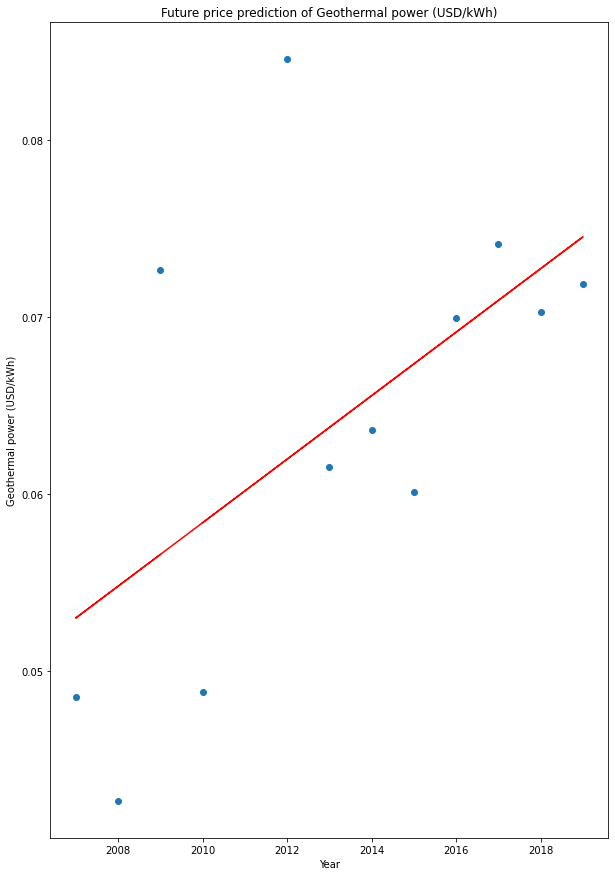 Future price prediction of Geothermal power (USD/kWh)
Geothermal power (USD/kWh)
0.08
0.07
0.06
0.05
2008 2010 2012 2014 2016 2018
Year